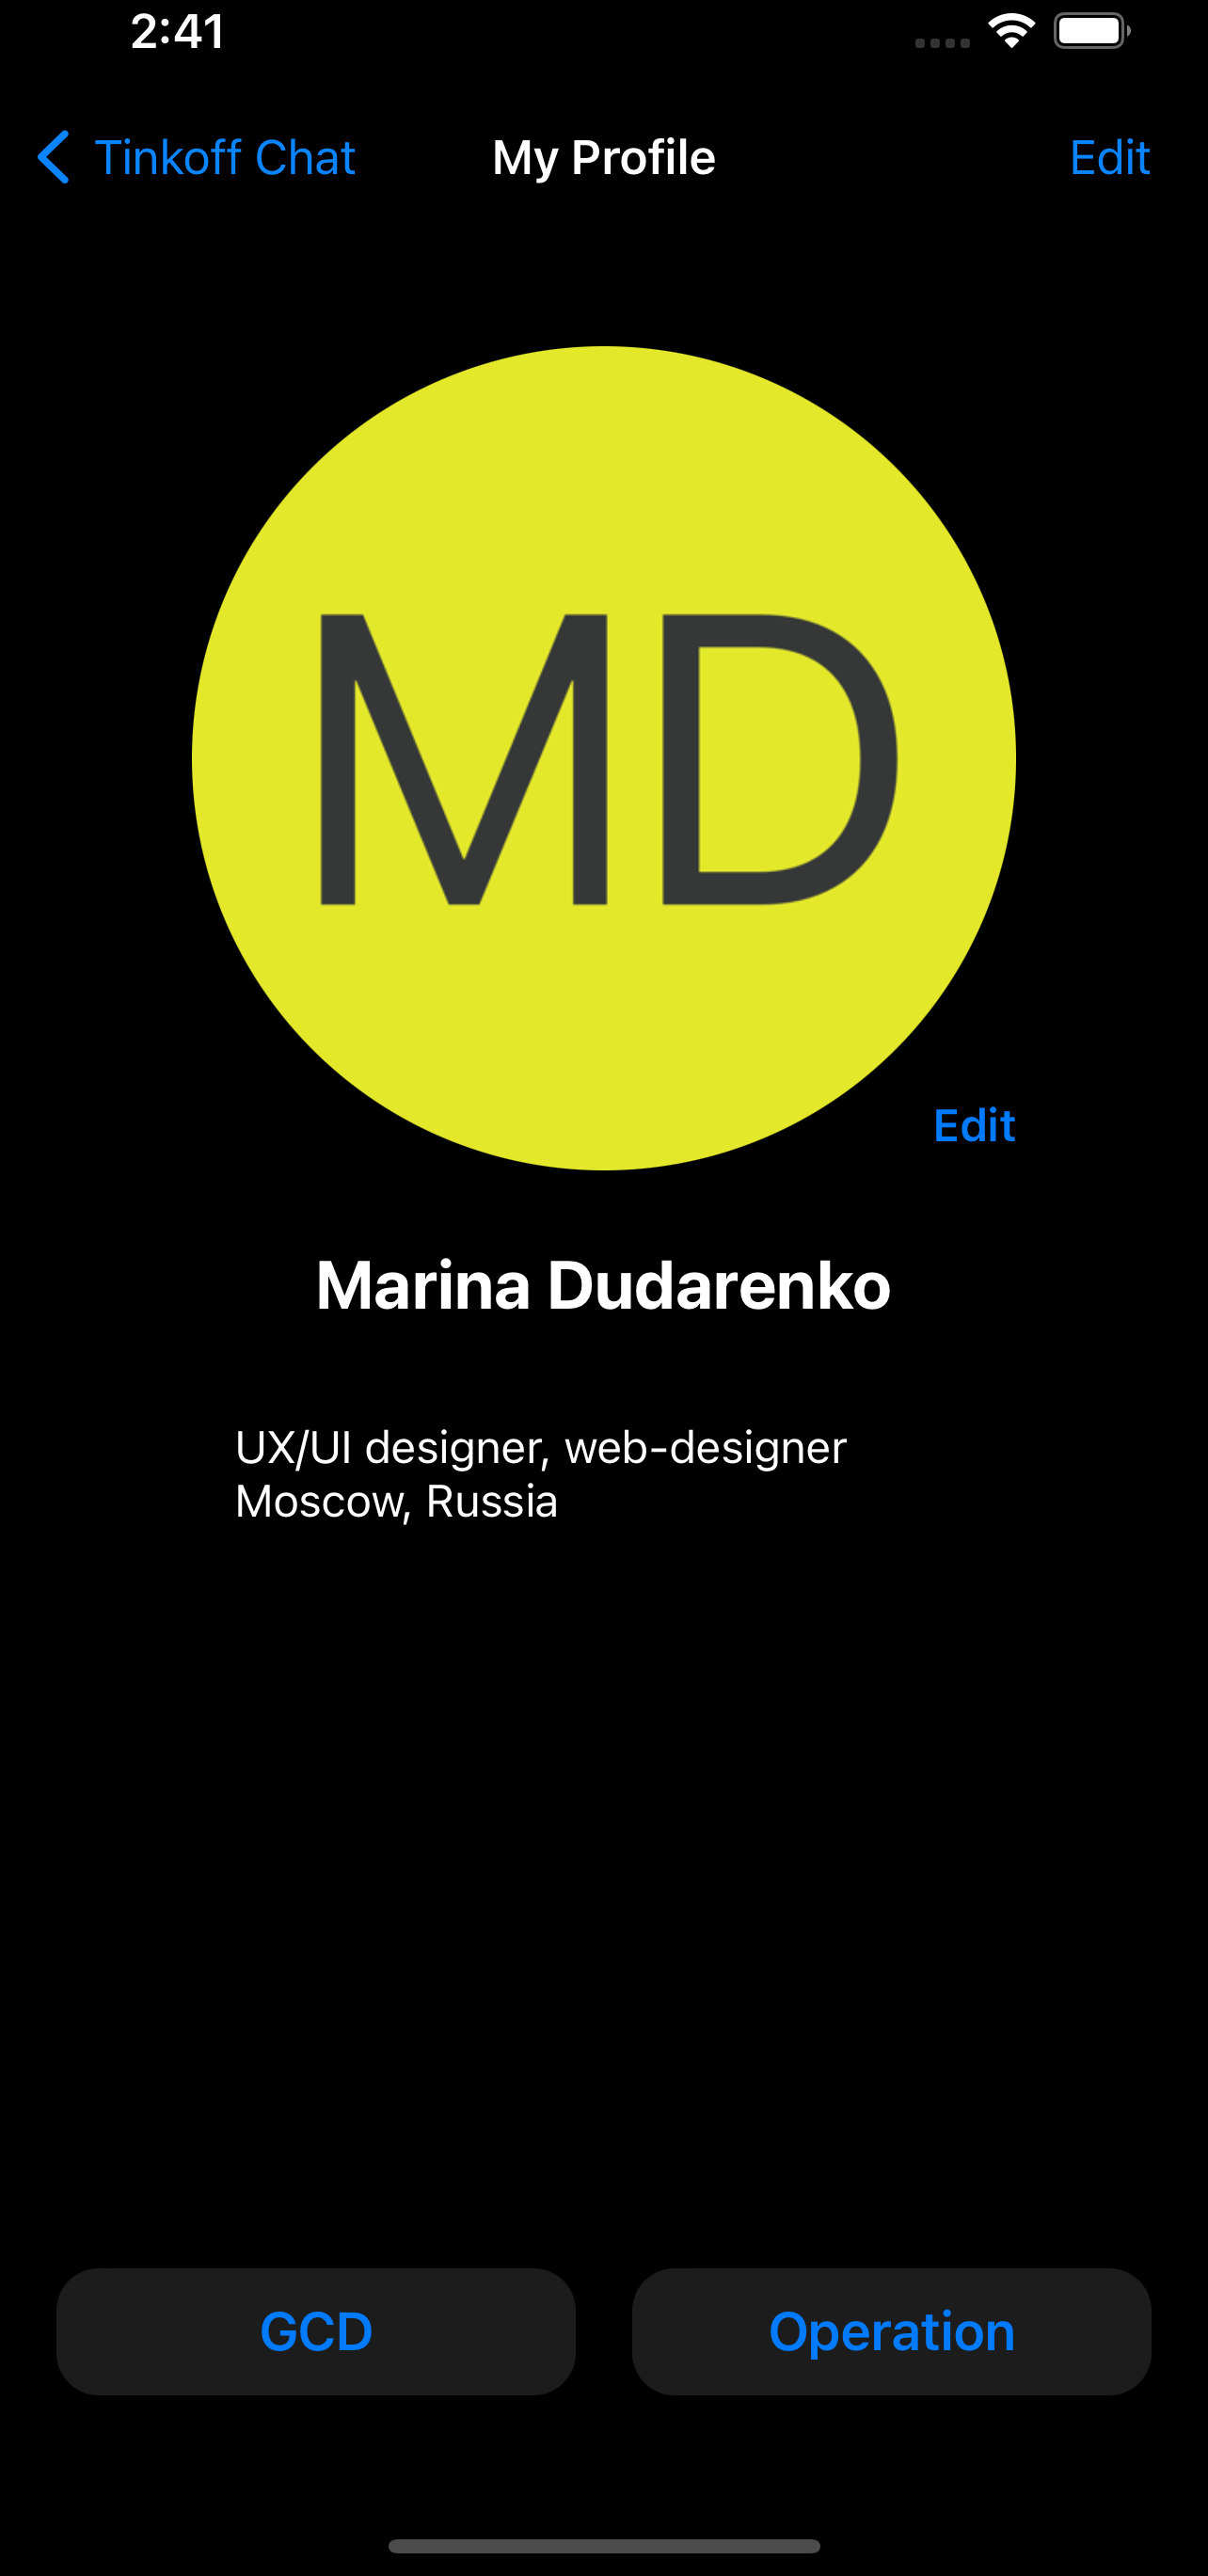 2:41
Tinkoff Chat
My Profile
Edit
MD
Edit
Marina Dudarenko
UX/UI designer, web-designer
Moscow, Russia
GCD
Operation